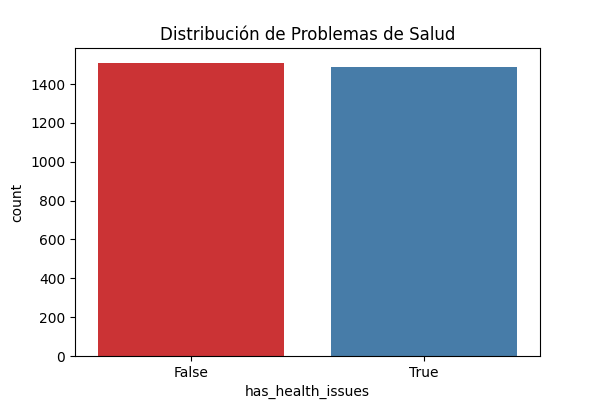 Distribución de Problemas de Salud
1400
1200
1000
800
600
400
200
0
count
False True
has_health_issues